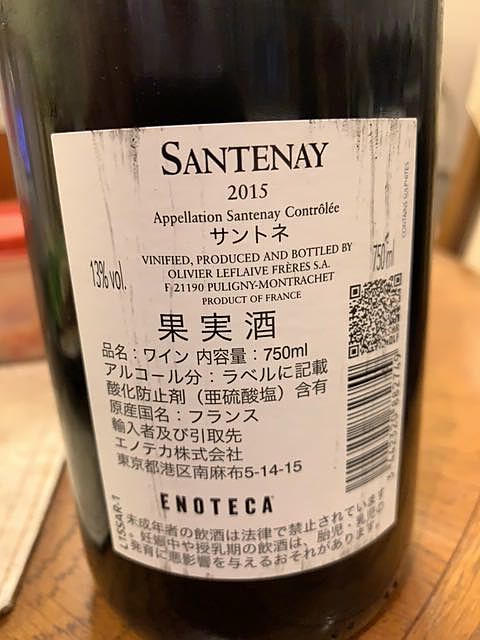 SANTENAY
2015
Appellation Santenay Contrôlée
サントネ
VINIFIED, PRODUCED AND BOTTLED BY
OLIVIER LEFLAIVE FRÈRES S.A.
F 21190 PULIGNY-MONTRACHET
PRODUCT OF FRANCE
13% vol.
750 ml
CONTAINS SULPHITES
果実酒
品名：ワイン 内容量：750ml
アルコール分：ラベルに記載
酸化防止剤（亜硫酸塩）含有
原産国名：フランス
輸入者及び引取先
エノテカ株式会社
東京都港区南麻布5-14-15
ENOTECA
L15SSAR-1
未成年者の飲酒は法律で禁止されています
。妊娠中や授乳期の飲酒は、胎児・乳児の
発育に悪影響を与えるおそれがあります。